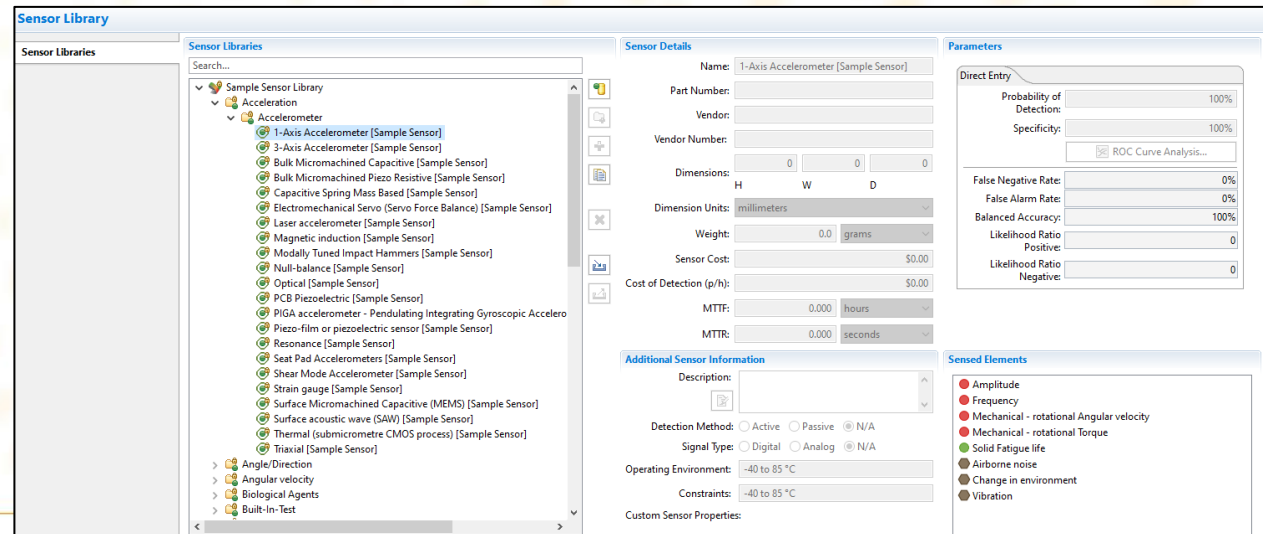 Sensor Library
Sensor Libraries
Sensor Libraries
Search...
Sample Sensor Library
Acceleration
Accelerometer
1-Axis Accelerometer [Sample Sensor]
3-Axis Accelerometer [Sample Sensor]
Bulk Micromachined Capacitive [Sample Sensor]
Bulk Micromachined Piezo Resistive [Sample Sensor]
Capacitive Spring Mass Based [Sample Sensor]
Electromechanical Servo (Servo Force Balance) [Sample Sensor]
Laser accelerometer [Sample Sensor]
Magnetic induction [Sample Sensor]
Modally Tuned Impact Hammers [Sample Sensor]
Null-balance [Sample Sensor]
Optical [Sample Sensor]
PCB Piezoelectric [Sample Sensor]
PIGA accelerometer - Pendulating Integrating Gyroscopic Accelero
Piezo-film or piezoelectric sensor [Sample Sensor]
Resonance [Sample Sensor]
Seat Pad Accelerometers [Sample Sensor]
Shear Mode Accelerometer [Sample Sensor]
Strain gauge [Sample Sensor]
Surface Micromachined Capacitive (MEMS) [Sample Sensor]
Surface acoustic wave (SAW) [Sample Sensor]
Thermal (submicrometre CMOS process) [Sample Sensor]
Triaxial [Sample Sensor]
Angle/Direction
Angular velocity
Biological Agents
Built-In-Test
Sensor Details
Name: 1-Axis Accelerometer [Sample Sensor]
Part Number:
Vendor:
Vendor Number:
Dimensions: 0 0 0
H W D
Dimension Units: millimeters
Weight: 0.0 grams
Sensor Cost: $0.00
Cost of Detection (p/h): $0.00
MTTF: 0.000 hours
MTTR: 0.000 seconds
Additional Sensor Information
Description:
Detection Method: Active Passive N/A
Signal Type: Digital Analog N/A
Operating Environment: -40 to 85 °C
Constraints: -40 to 85 °C
Custom Sensor Properties:
Parameters
Direct Entry
Probability of
Detection: 100%
Specificity: 100%
ROC Curve Analysis...
False Negative Rate: 0%
False Alarm Rate: 0%
Balanced Accuracy: 100%
Likelihood Ratio
Positive: 0
Likelihood Ratio
Negative: 0
Sensed Elements
Amplitude
Frequency
Mechanical - rotational Angular velocity
Mechanical - rotational Torque
Solid Fatigue life
Airborne noise
Change in environment
Vibration